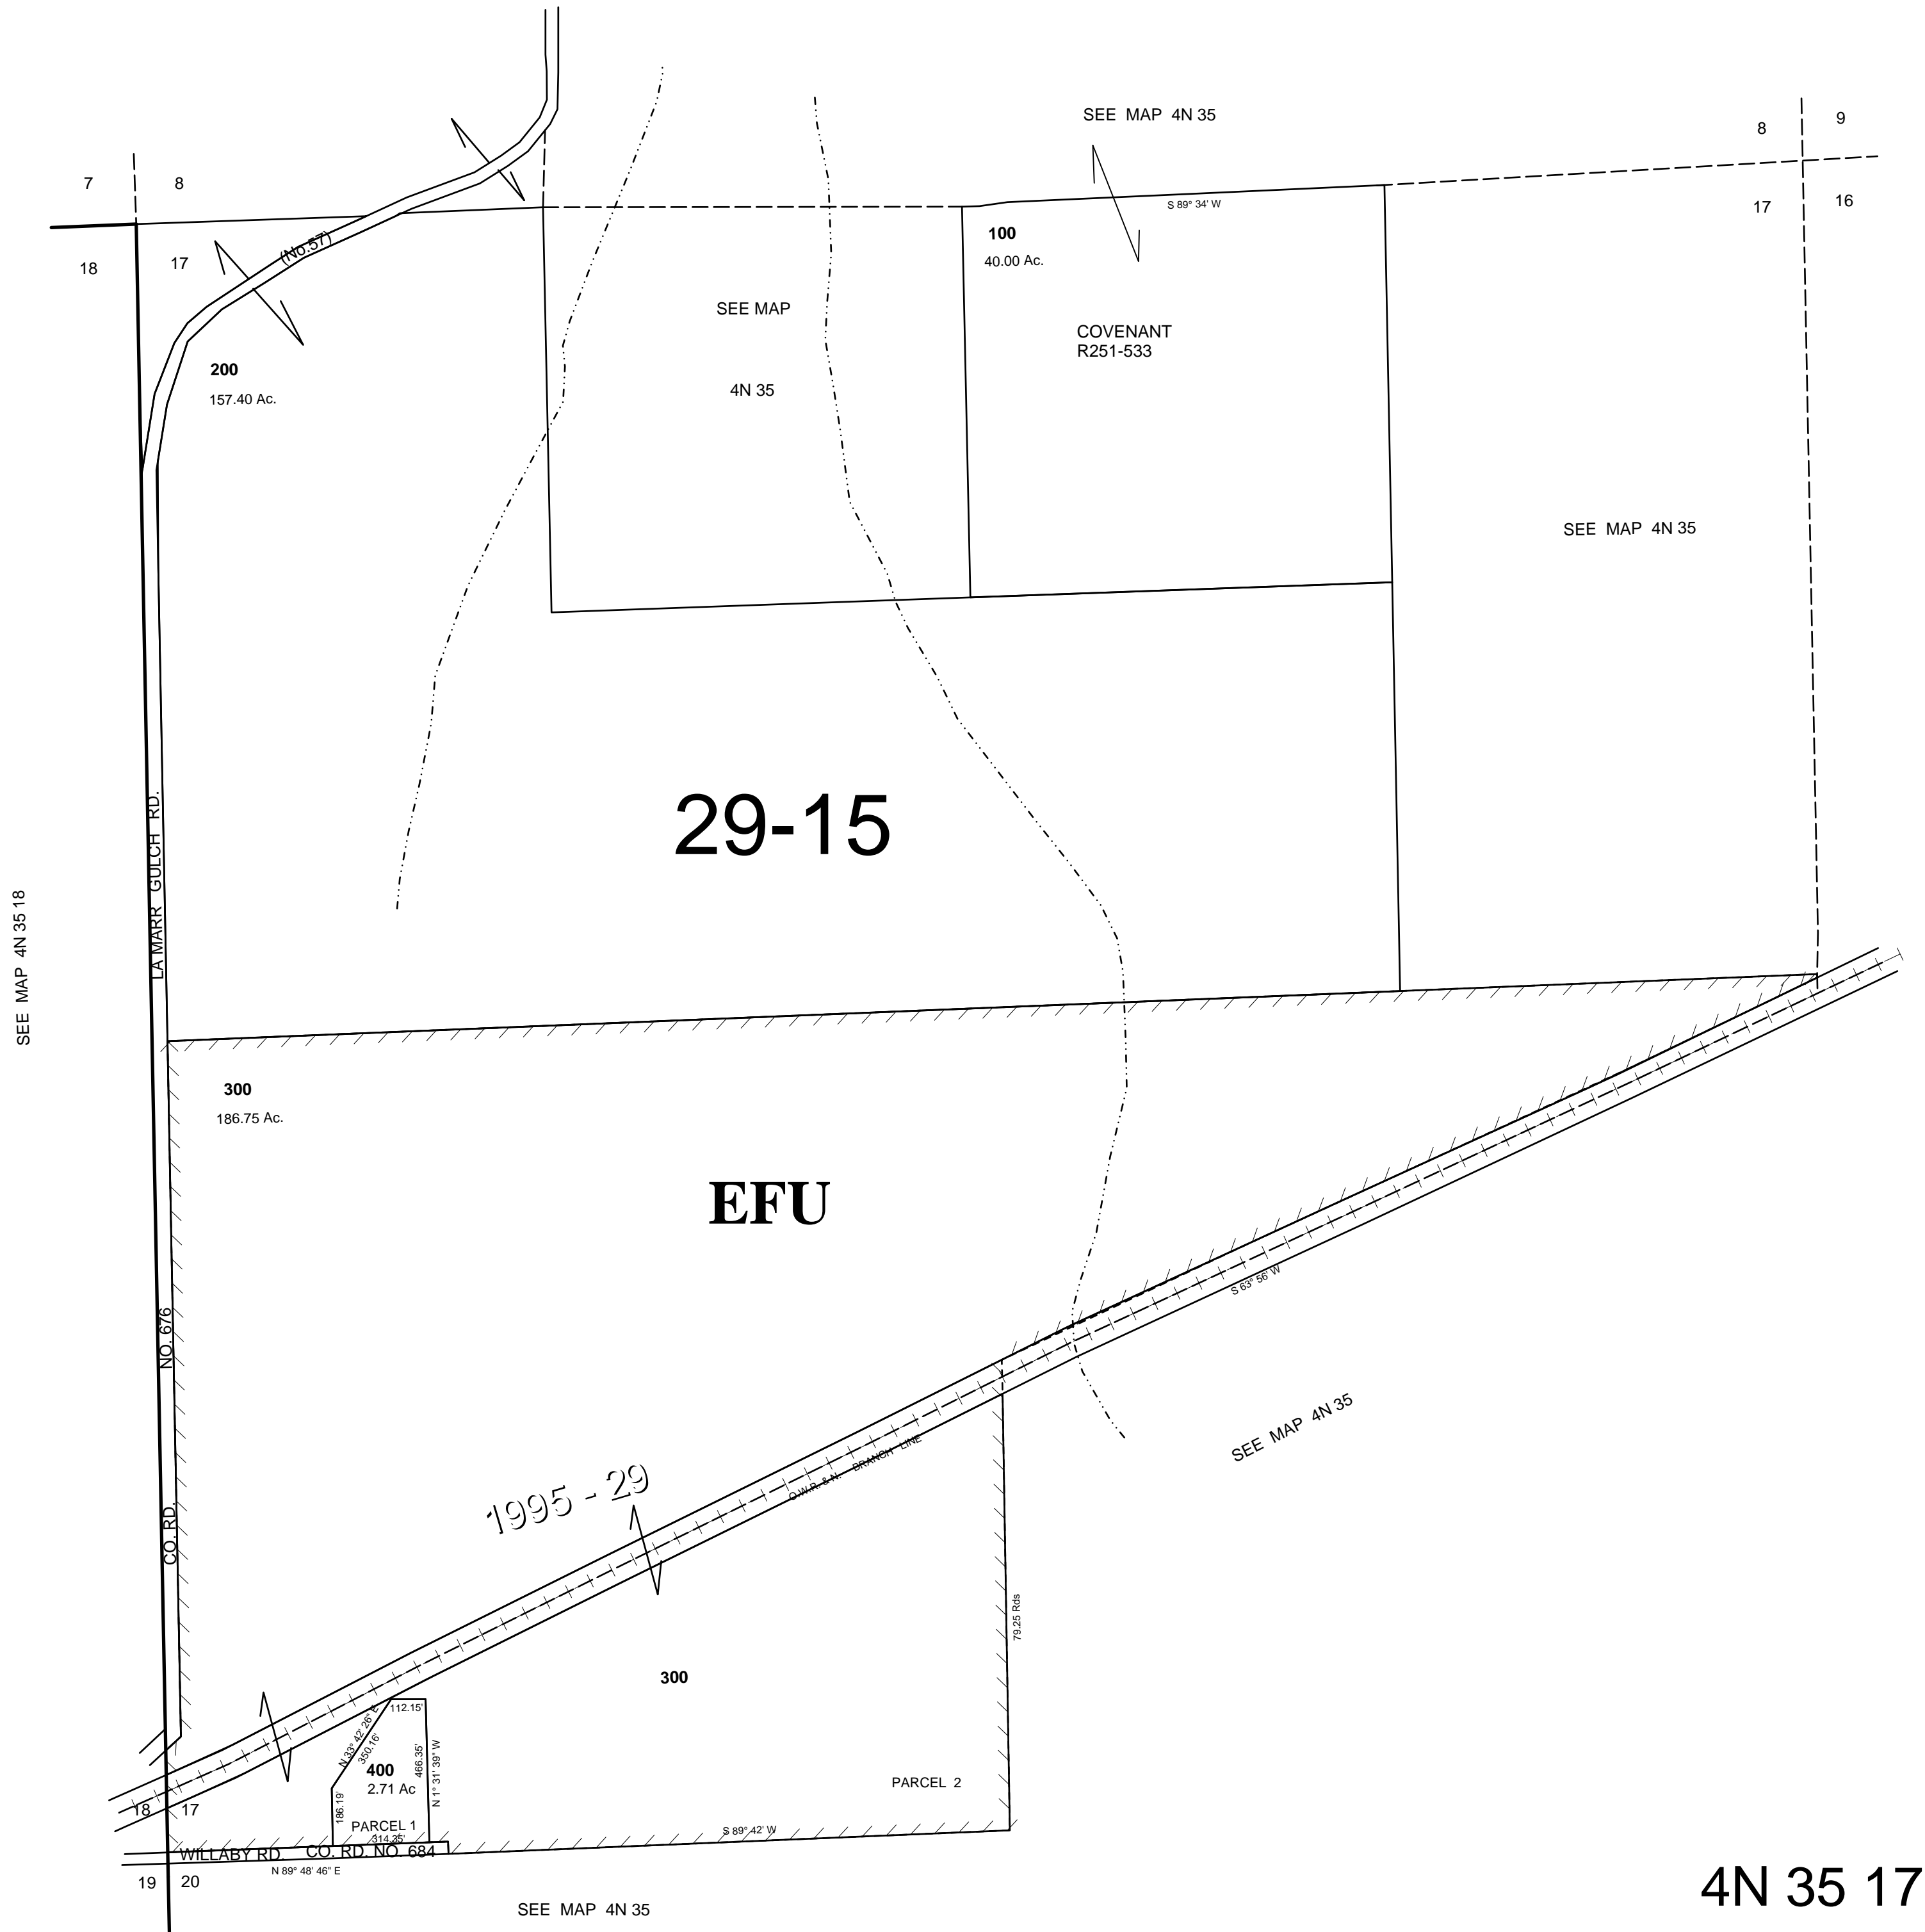 SEE MAP 4N 35
8
9
7
8
17
16
S 89° 34' W
100
40.00 Ac.
(No.57)
18
17
SEE MAP
4N 35
COVENANT
R251-533
200
157.40 Ac.
SEE MAP 4N 35
29-15
LA MARR GULCH RD.
SEE MAP 4N 35 18
300
186.75 Ac.
EFU
S 63° 56' W
NO. 676
SEE MAP 4N 35
O.W.R. & N. BRANCH LINE
1995 - 29
CO. RD.
79.25 Rds
300
112.15'
N 33° 42' 26" E
350.16'
466.35'
N 1° 31' 39" W
400
2.71 Ac
186.19'
PARCEL 2
18
17
PARCEL 1
314.35'
S 89° 42' W
WILLABY RD. CO. RD. NO. 684
N 89° 48' 46" E
19
20
SEE MAP 4N 35
4N 35 17